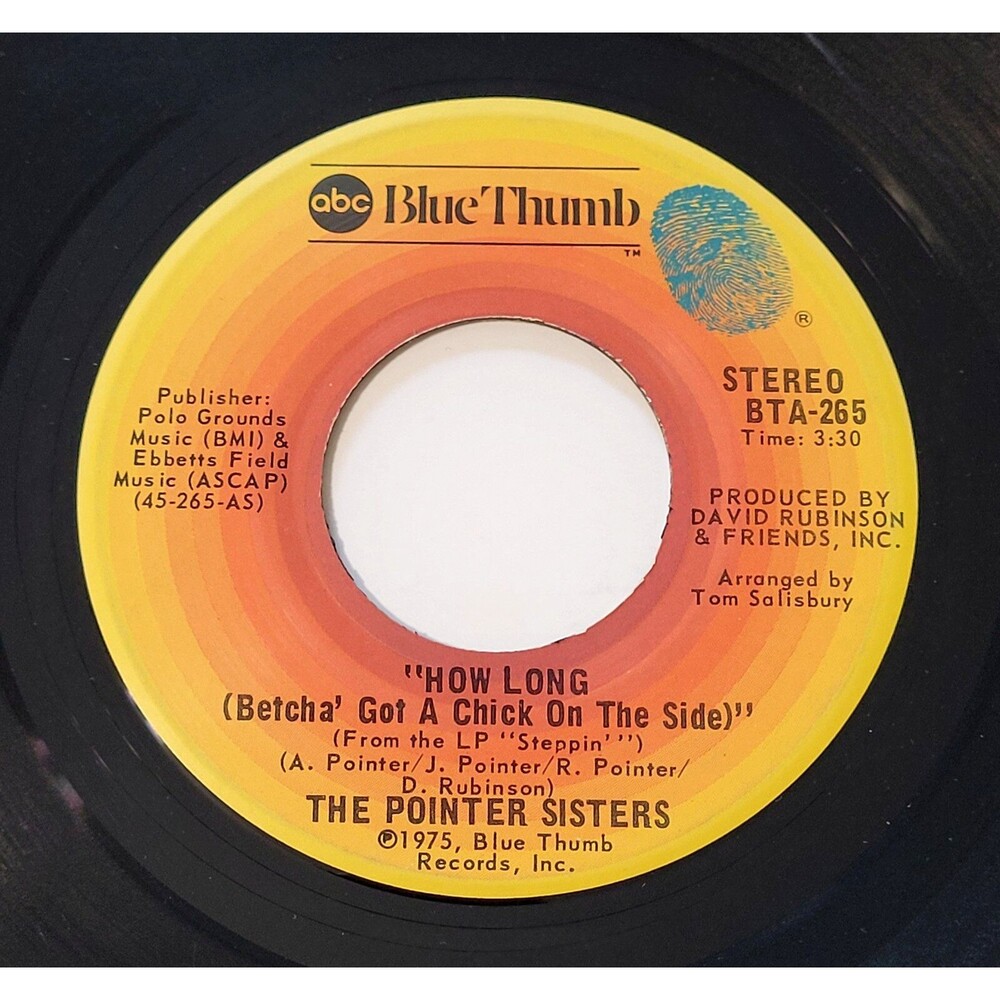 abc Blue Thumb
™
®
STEREO
BTA-265
Time: 3:30
Publisher:
Polo Grounds
Music (BMI) &
Ebbetts Field
Music (ASCAP)
(45-265-AS)
PRODUCED BY
DAVID RUBINSON
& FRIENDS, INC.
Arranged by
Tom Salisbury
"HOW LONG
(Betcha' Got A Chick On The Side)"
(From the LP "Steppin'")
(A. Pointer/J. Pointer/R. Pointer/
D. Rubinson)
THE POINTER SISTERS
℗1975, Blue Thumb
Records, Inc.